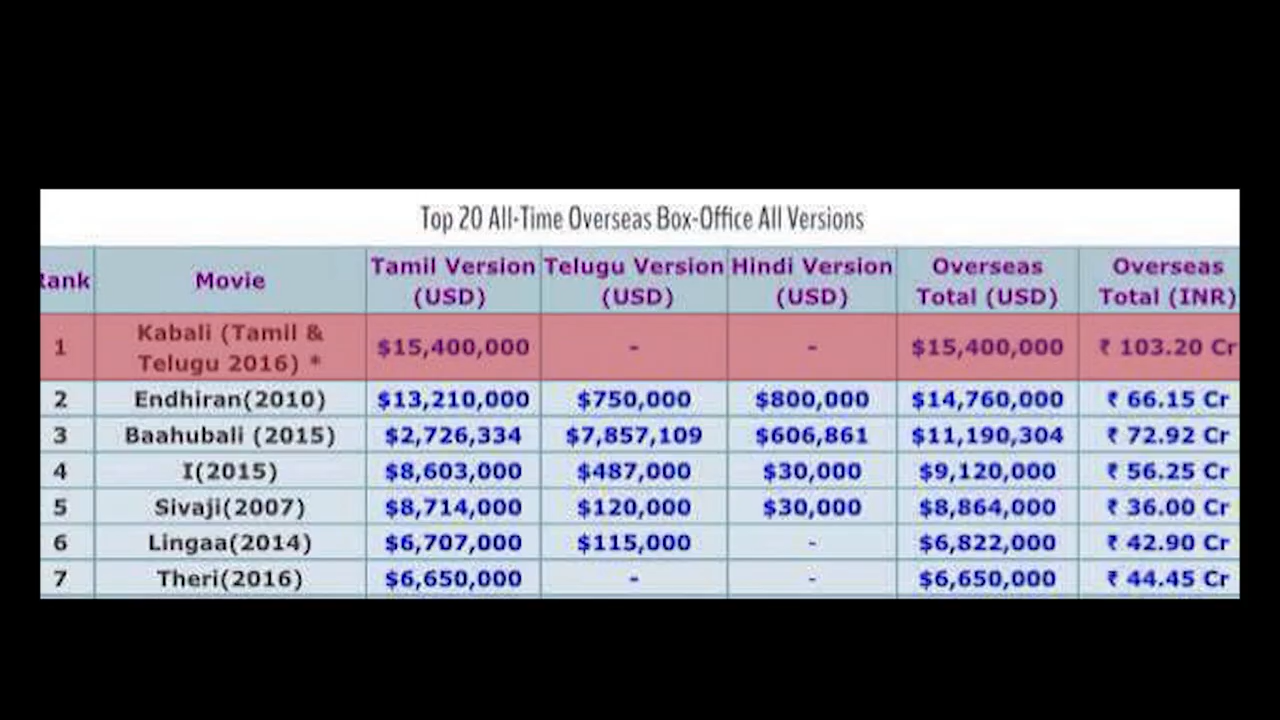 Top 20 All-Time Overseas Box-Office All Versions
Rank Movie Tamil Version (USD) Telugu Version (USD) Hindi Version (USD) Overseas Total (USD) Overseas Total (INR)
1 Kabali (Tamil & Telugu 2016) * $15,400,000 - - $15,400,000 ₹ 103.20 Cr
2 Endhiran(2010) $13,210,000 $750,000 $800,000 $14,760,000 ₹ 66.15 Cr
3 Baahubali (2015) $2,726,334 $7,857,109 $606,861 $11,190,304 ₹ 72.92 Cr
4 I(2015) $8,603,000 $487,000 $30,000 $9,120,000 ₹ 56.25 Cr
5 Sivaji(2007) $8,714,000 $120,000 $30,000 $8,864,000 ₹ 36.00 Cr
6 Lingaa(2014) $6,707,000 $115,000 - $6,822,000 ₹ 42.90 Cr
7 Theri(2016) $6,650,000 - - $6,650,000 ₹ 44.45 Cr